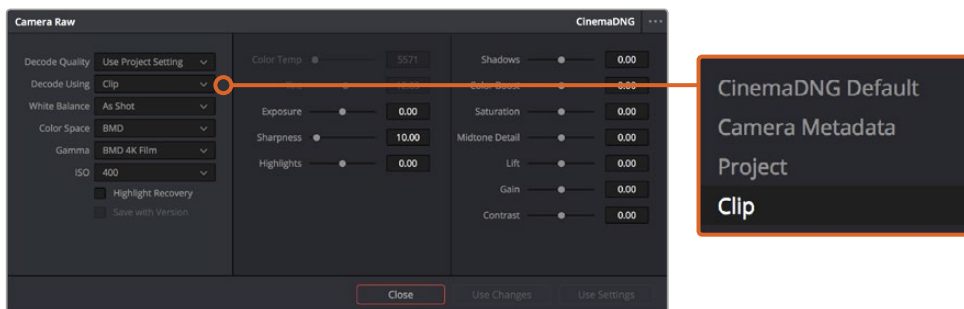 Camera Raw CinemaDNG
Decode Quality Use Project Setting
Decode Using Clip
White Balance As Shot
Color Space BMD
Gamma BMD 4K Film
ISO 400
Highlight Recovery
Save with Version
Color Temp 5571
Exposure 0.00
Sharpness 10.00
Highlights 0.00
Shadows 0.00
Color Boost 0.00
Saturation 0.00
Midtone Detail 0.00
Lift 0.00
Gain 0.00
Contrast 0.00
Close Use Changes Use Settings
CinemaDNG Default
Camera Metadata
Project
Clip